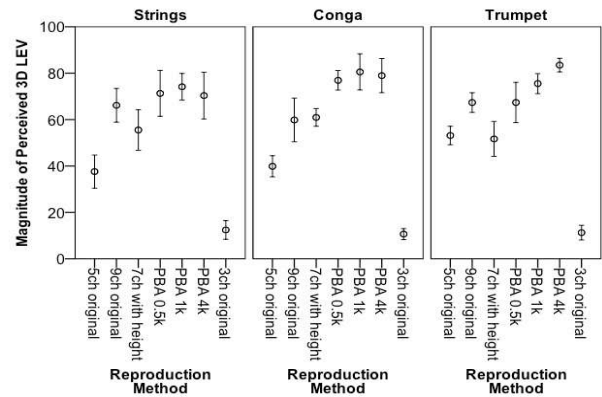 Strings
Conga
Trumpet
Magnitude of Perceived 3D LEV
100
80
60
40
20
0
5ch original
9ch original
7ch with height
PBA 0.5k
PBA 1k
PBA 4k
3ch original
5ch original
9ch original
7ch with height
PBA 0.5k
PBA 1k
PBA 4k
3ch original
5ch original
9ch original
7ch with height
PBA 0.5k
PBA 1k
PBA 4k
3ch original
Reproduction
Method
Reproduction
Method
Reproduction
Method